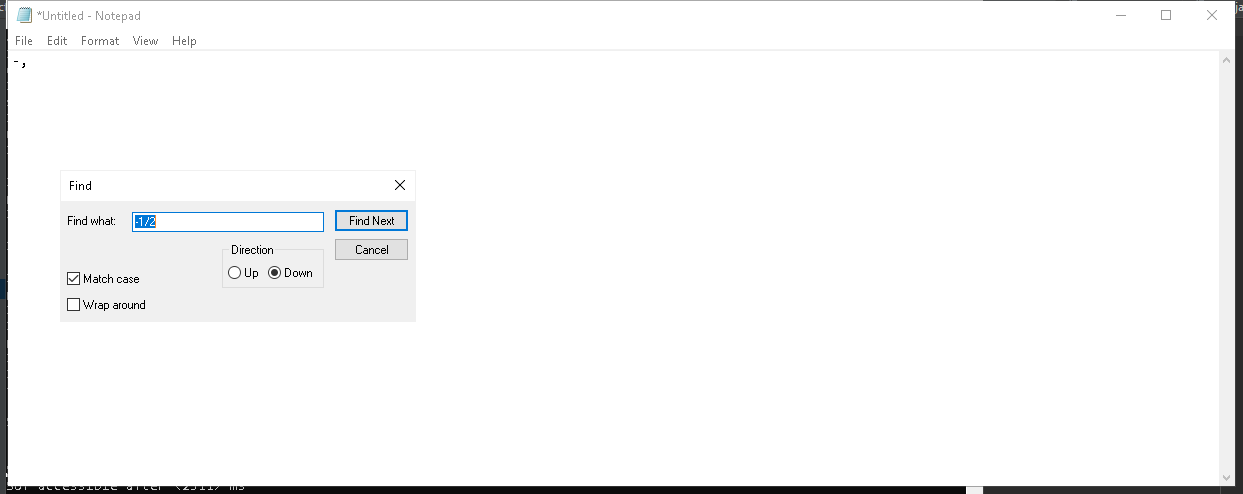 *Untitled - Notepad
File Edit Format View Help
-,
Find
Find what: -1/2 Find Next
Direction Cancel
Up Down
Match case
Wrap around
accessible after <2511> ms